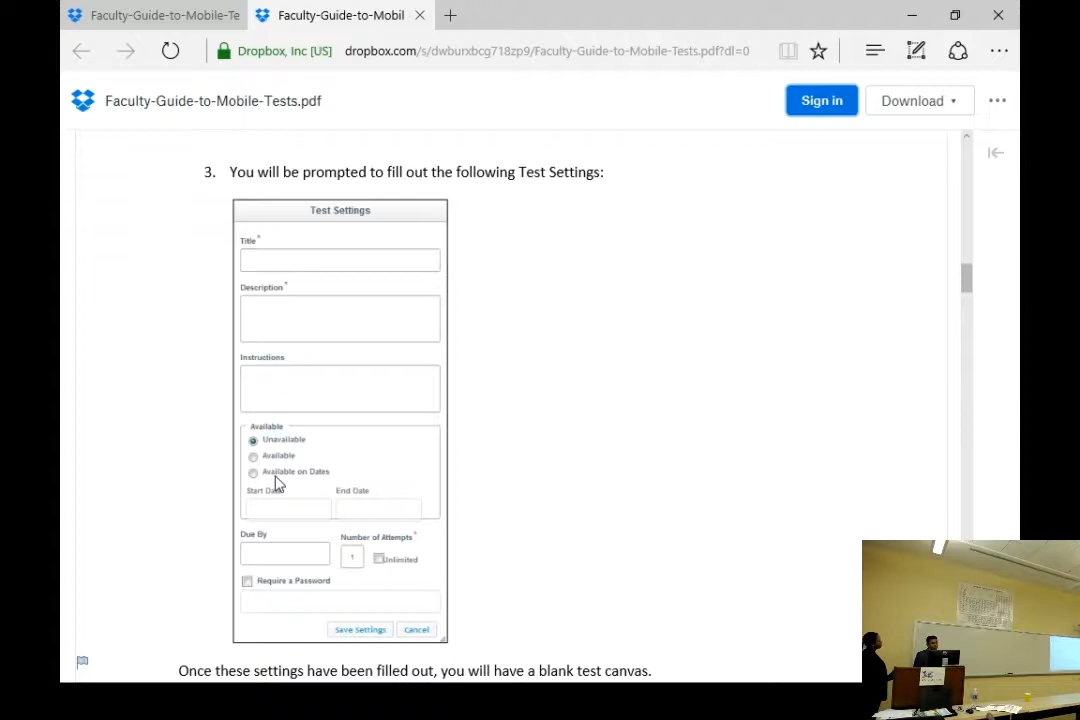 Faculty-Guide-to-Mobile-Te
Faculty-Guide-to-Mobil
Dropbox, Inc [US]
dropbox.com/s/dwburxbcg718zp9/Faculty-Guide-to-Mobile-Tests.pdf?dl=0
Faculty-Guide-to-Mobile-Tests.pdf
Sign in
Download
3. You will be prompted to fill out the following Test Settings:
Test Settings
Title*
Description*
Instructions
Available
Unavailable
Available
Available on Dates
Start Da
End Date
Due By
Number of Attempts*
1
Unlimited
Require a Password
Save Settings
Cancel
Once these settings have been filled out, you will have a blank test canvas.